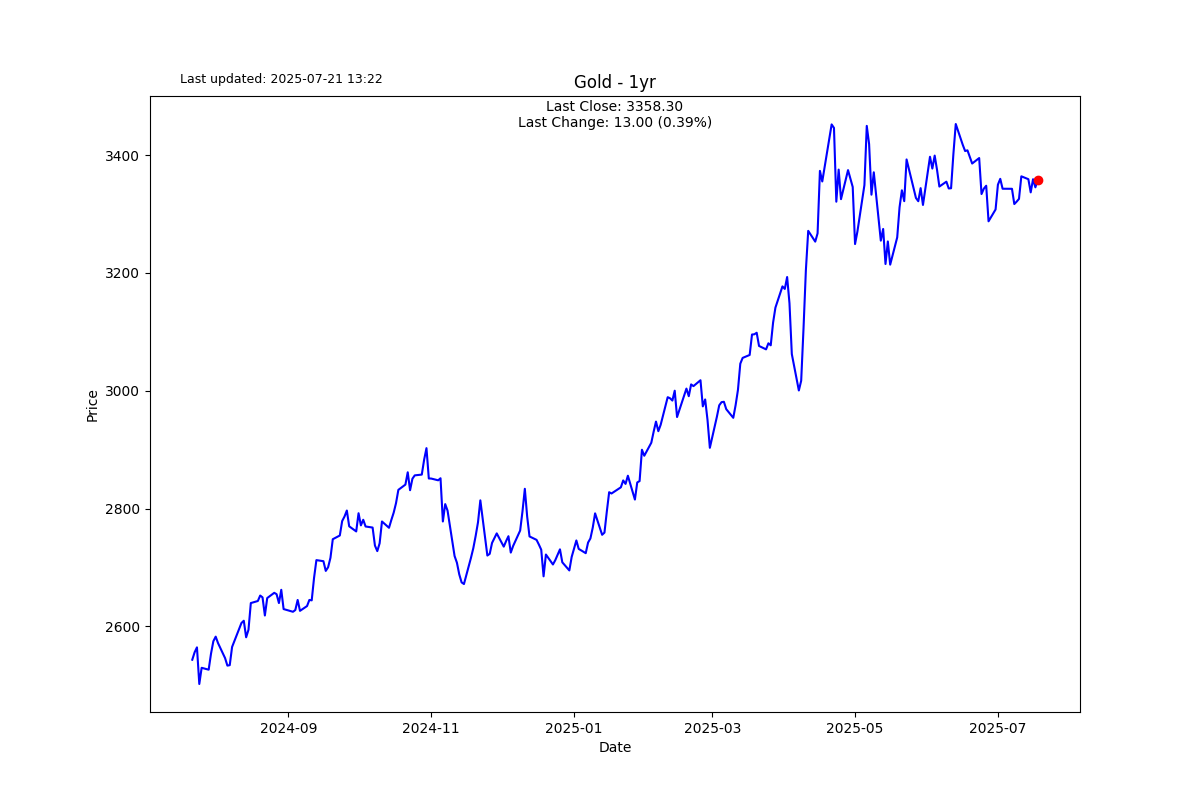 Last updated: 2025-07-21 13:22
Gold - 1yr
Last Close: 3358.30
Last Change: 13.00 (0.39%)
3400
3200
3000
2800
2600
Price
2024-09
2024-11
2025-01
2025-03
2025-05
2025-07
Date